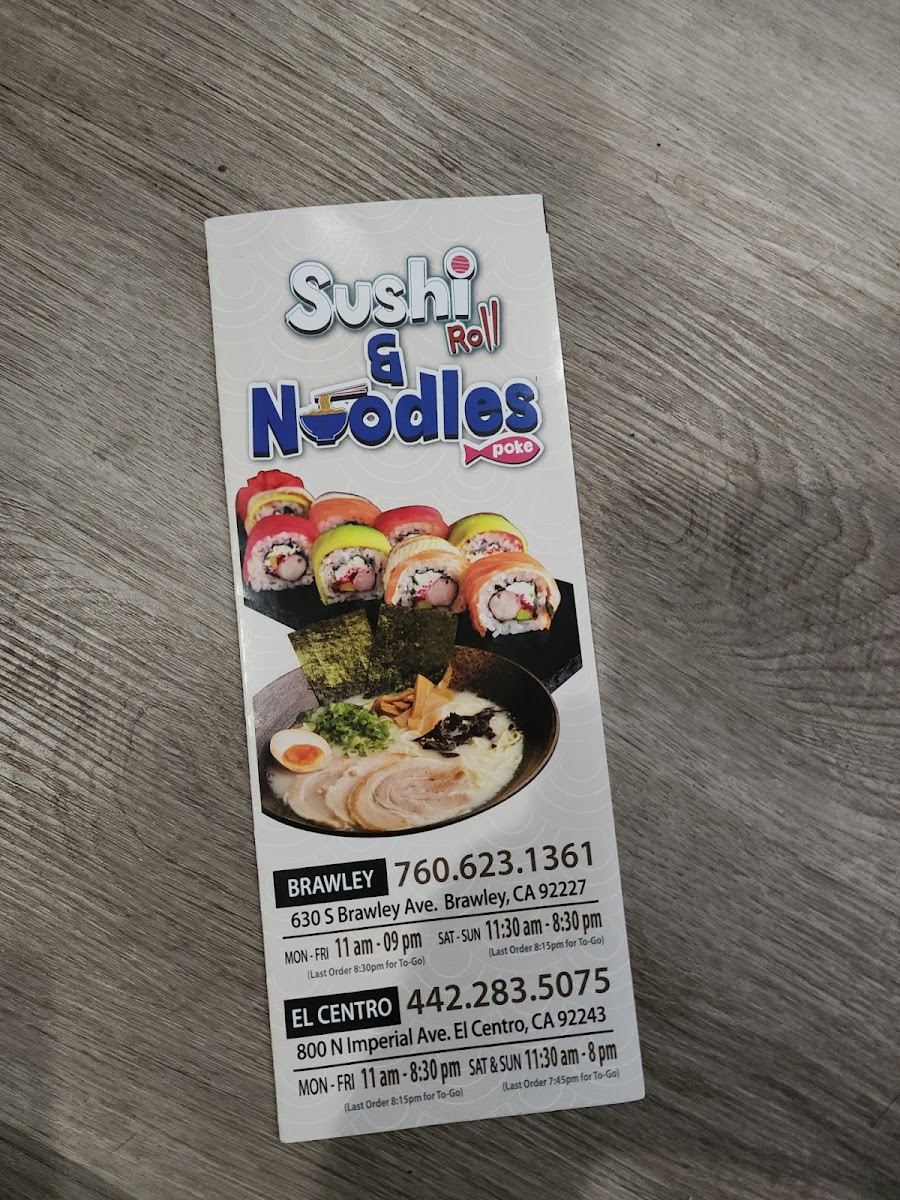 Sushi
Roll
&
Noodles
poke
BRAWLEY 760.623.1361
630 S Brawley Ave. Brawley, CA 92227
MON - FRI 11 am - 09 pm SAT - SUN 11:30 am - 8:30 pm
(Last Order 8:30pm for To-Go) (Last Order 8:15pm for To-Go)
EL CENTRO 442.283.5075
800 N Imperial Ave. El Centro, CA 92243
MON - FRI 11 am - 8:30 pm SAT & SUN 11:30 am - 8 pm
(Last Order 8:15pm for To-Go) (Last Order 7:45pm for To-Go)